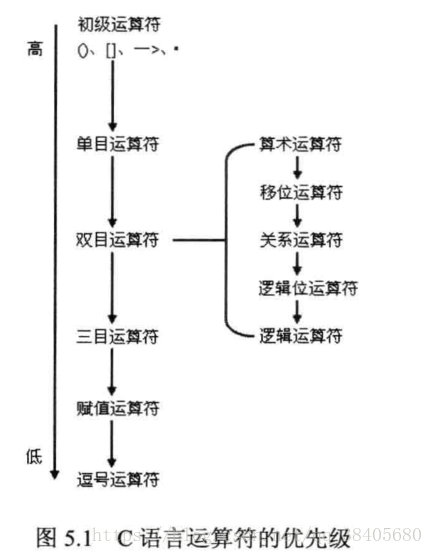 初级运算符
高
()、[]、—>、·
单目运算符
算术运算符
移位运算符
双目运算符
关系运算符
逻辑位运算符
三目运算符
逻辑运算符
赋值运算符
低
逗号运算符
图 5.1 C 语言运算符的优先级
8405680